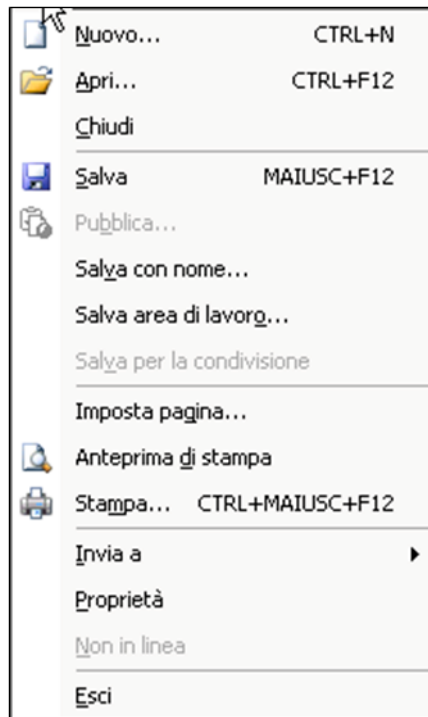 Nuovo... CTRL+N
Apri... CTRL+F12
Chiudi
Salva MAIUSC+F12
Pubblica...
Salva con nome...
Salva area di lavoro...
Salva per la condivisione
Imposta pagina...
Anteprima di stampa
Stampa... CTRL+MAIUSC+F12
Invia a
Proprietà
Non in linea
Esci